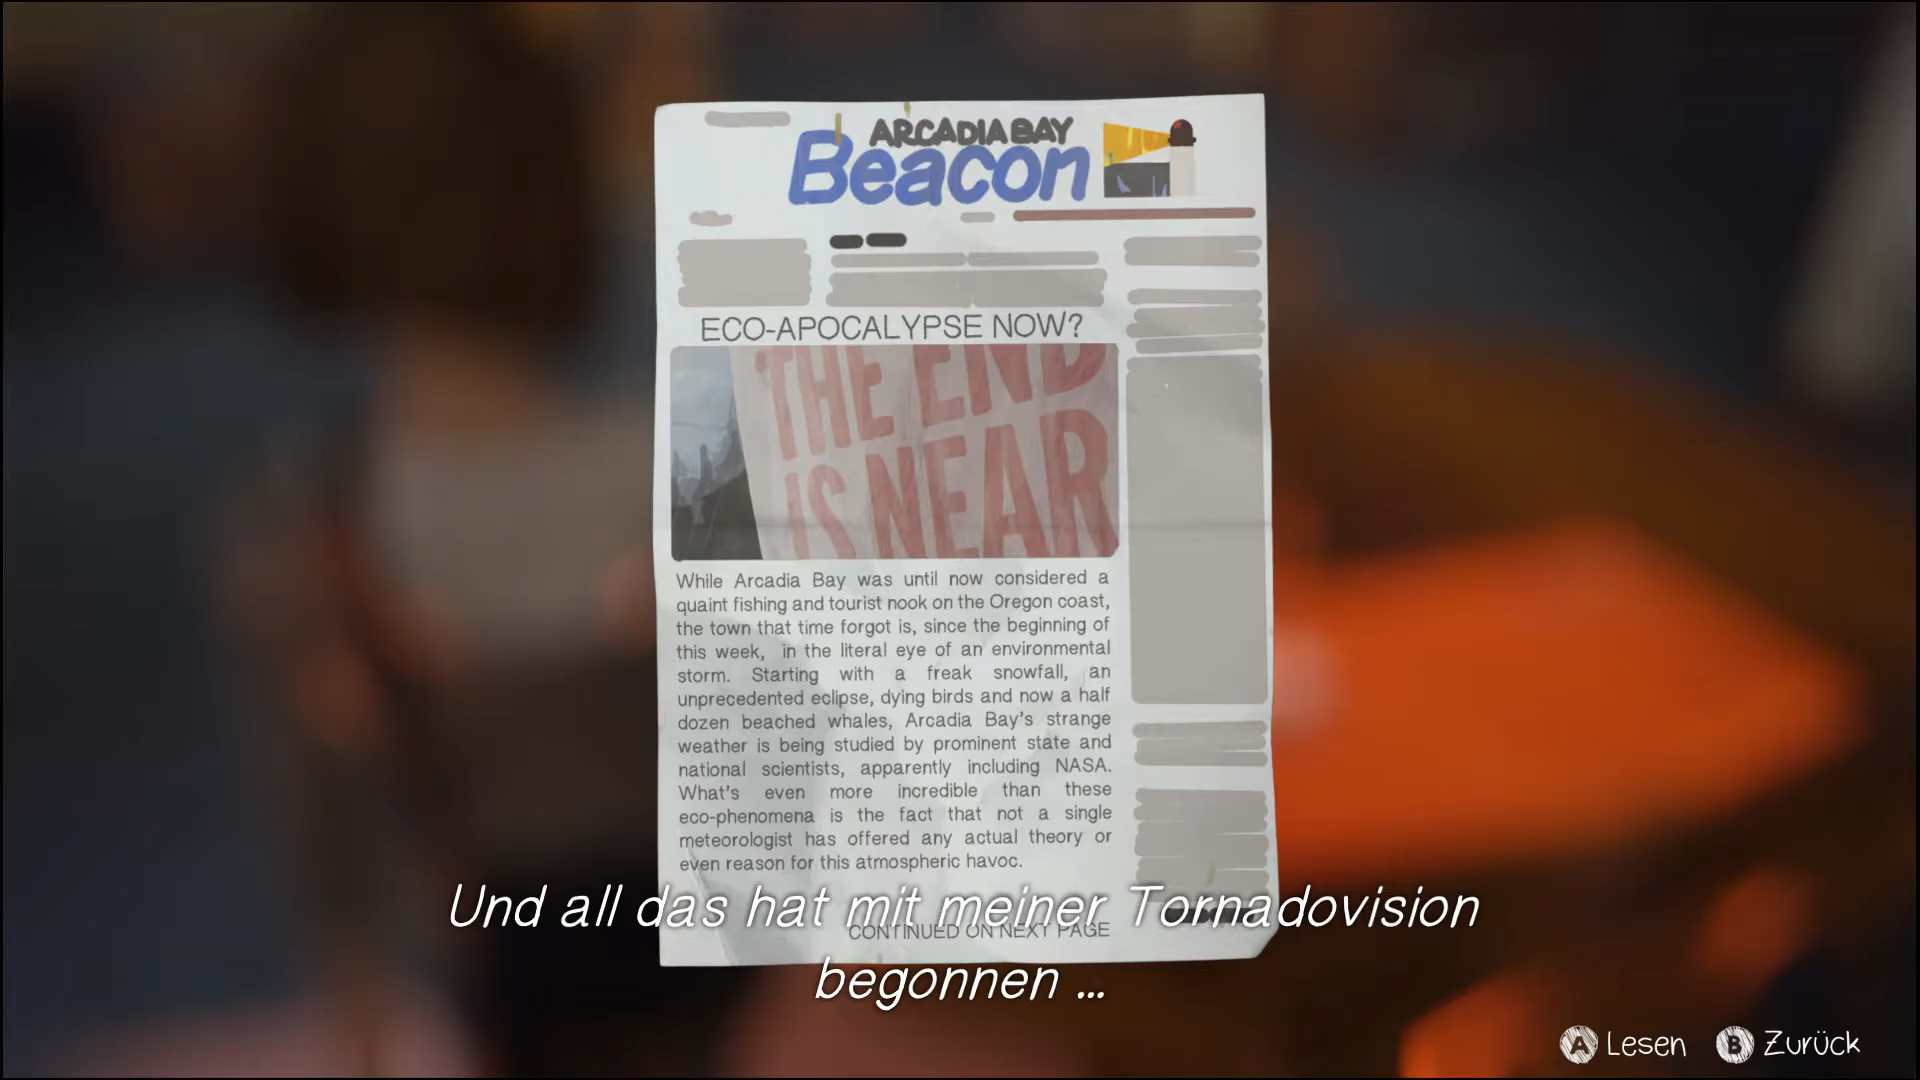 ARCADIA BAY
Beacon
ECO-APOCALYPSE NOW?
THE END
IS NEAR
While Arcadia Bay was until now considered a
quaint fishing and tourist nook on the Oregon coast,
the town that time forgot is, since the beginning of
this week, in the literal eye of an environmental
storm. Starting with a freak snowfall, an
unprecedented eclipse, dying birds and now a half
dozen beached whales, Arcadia Bay's strange
weather is being studied by prominent state and
national scientists, apparently including NASA.
What's even more incredible than these
eco-phenomena is the fact that not a single
meteorologist has offered any actual theory or
even reason for this atmospheric havoc.
CONTINUED ON NEXT PAGE
Und all das hat mit meiner Tornadovision
begonnen ...
A Lesen B Zurück